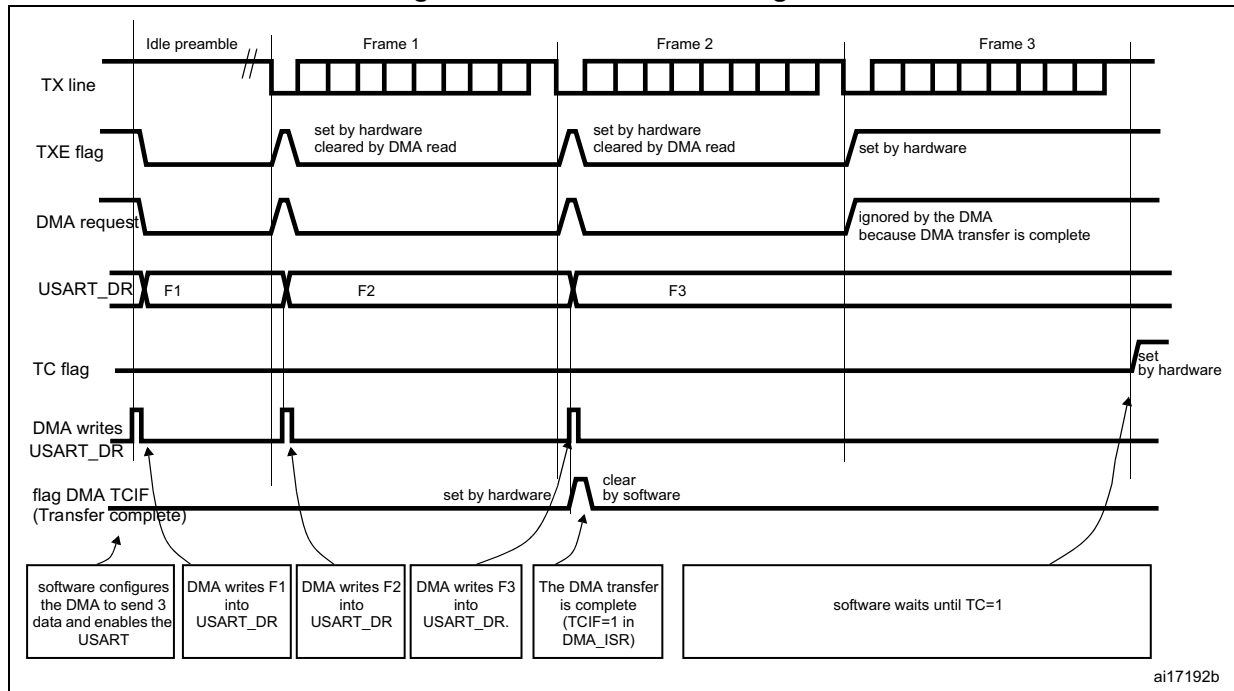 Idle preamble
Frame 1
Frame 2
Frame 3
TX line
TXE flag
set by hardware
cleared by DMA read
set by hardware
cleared by DMA read
set by hardware
DMA request
ignored by the DMA
because DMA transfer is complete
USART_DR
F1
F2
F3
TC flag
set
by hardware
DMA writes
USART_DR
flag DMA TCIF
(Transfer complete)
set by hardware
clear
by software
software configures
the DMA to send 3
data and enables the
USART
DMA writes F1
into
USART_DR
DMA writes F2
into
USART_DR
DMA writes F3
into
USART_DR.
The DMA transfer
is complete
(TCIF=1 in
DMA_ISR)
software waits until TC=1
ai17192b